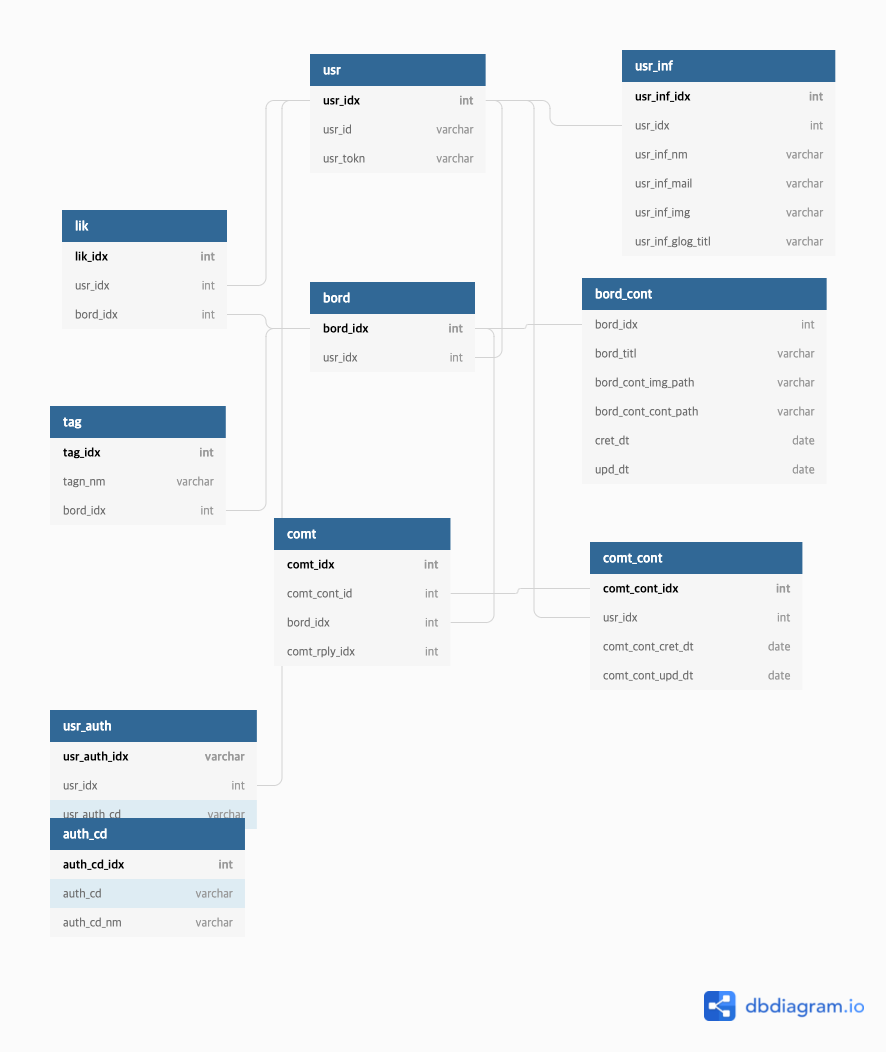 usr
usr_idx int
usr_id varchar
usr_tokn varchar
usr_inf
usr_inf_idx int
usr_idx int
usr_inf_nm varchar
usr_inf_mail varchar
usr_inf_img varchar
usr_inf_glog_titl varchar
lik
lik_idx int
usr_idx int
bord_idx int
bord
bord_idx int
usr_idx int
bord_cont
bord_idx int
bord_titl varchar
bord_cont_img_path varchar
bord_cont_cont_path varchar
cret_dt date
upd_dt date
tag
tag_idx int
tagn_nm varchar
bord_idx int
comt
comt_idx int
comt_cont_id int
bord_idx int
comt_rply_idx int
comt_cont
comt_cont_idx int
usr_idx int
comt_cont_cret_dt date
comt_cont_upd_dt date
usr_auth
usr_auth_idx varchar
usr_idx int
usr_auth_cd varchar
auth_cd
auth_cd_idx int
auth_cd varchar
auth_cd_nm varchar
dbdiagram.io